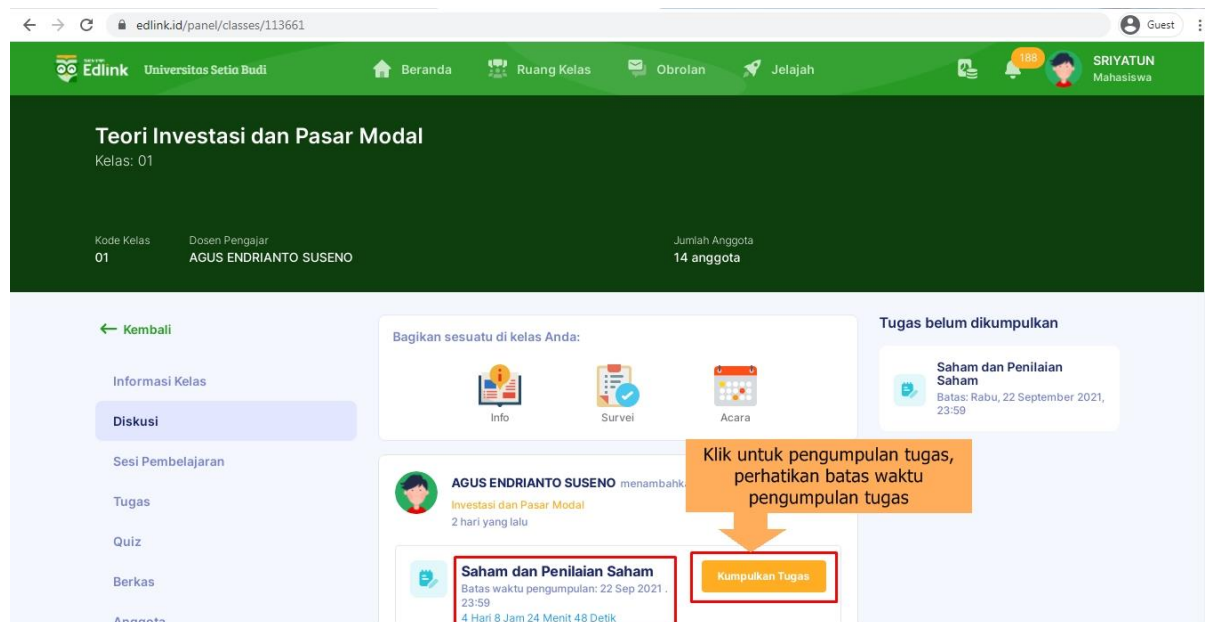 edlink.id/panel/classes/113661
Guest
Edlink Universitas Setia Budi
Beranda
Ruang Kelas
Obrolan
Jelajah
188
SRIYATUN
Mahasiswa
Teori Investasi dan Pasar Modal
Kelas: 01
Kode Kelas
01
Dosen Pengajar
AGUS ENDRIANTO SUSENO
Jumlah Anggota
14 anggota
Kembali
Informasi Kelas
Diskusi
Sesi Pembelajaran
Tugas
Quiz
Berkas
Anggota
Bagikan sesuatu di kelas Anda:
Info
Survei
Acara
Klik untuk pengumpulan tugas,
perhatikan batas waktu
pengumpulan tugas
AGUS ENDRIANTO SUSENO
Investasi dan Pasar Modal
2 hari yang lalu
Saham dan Penilaian Saham
Batas waktu pengumpulan: 22 Sep 2021 .
23:59
4 Hari 8 Jam 24 Menit 48 Detik
Kumpulkan Tugas
Tugas belum dikumpulkan
Saham dan Penilaian
Saham
Batas: Rabu, 22 September 2021,
23:59